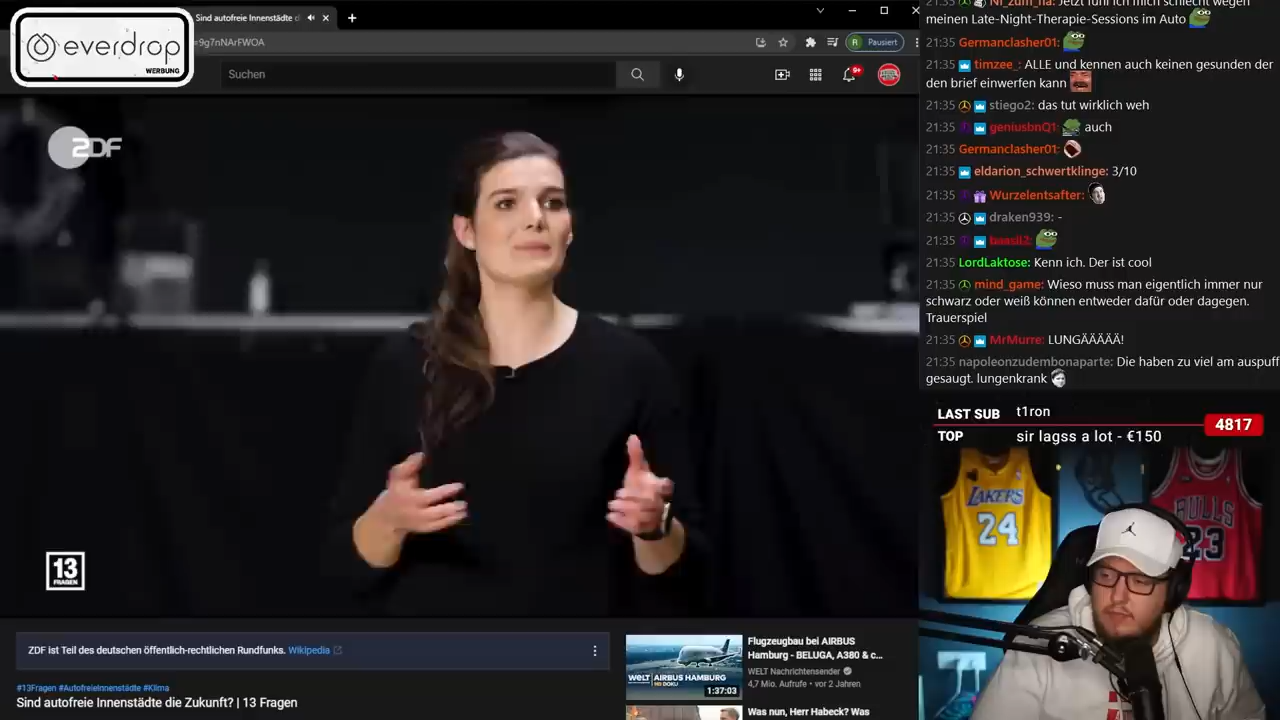 everdrop
WERBUNG
Sind autofreie Innenstädte d
=9g7nNArFWOA
R Pausiert
Suchen
9+
ZDF
13
FRAGEN
ZDF ist Teil des deutschen öffentlich-rechtlichen Rundfunks. Wikipedia
#13Fragen #AutofreieInnenstädte #Klima
Sind autofreie Innenstädte die Zukunft? | 13 Fragen
WELT AIRBUS HAMBURG
DOKU
1:37:03
Flugzeugbau bei AIRBUS
Hamburg - BELUGA, A380 & c...
WELT Nachrichtensender
4,7 Mio. Aufrufe • vor 2 Jahren
Was nun, Herr Habeck? Was
meinen Late-Night-Therapie-Sessions im Auto
21:35 Germanclasher01:
21:35 timzee_: ALLE und kennen auch keinen gesunden der
den brief einwerfen kann
21:35 stiego2: das tut wirklich weh
21:35 geniusbnQ1: auch
21:35 Germanclasher01:
21:35 eldarion_schwertklinge: 3/10
21:35 Wurzelentsafter:
21:35 draken939: -
21:35 baasil2:
21:35 LordLaktose: Kenn ich. Der ist cool
21:35 mind_game: Wieso muss man eigentlich immer nur
schwarz oder weiß können entweder dafür oder dagegen.
Trauerspiel
21:35 MrMurre: LUNGÄÄÄÄÄ!
21:35 napoleonzudembonaparte: Die haben zu viel am auspuff
gesaugt. lungenkrank
LAST SUB t1ron
TOP sir lagss a lot - €150
4817
LAKERS
24
BULLS
23